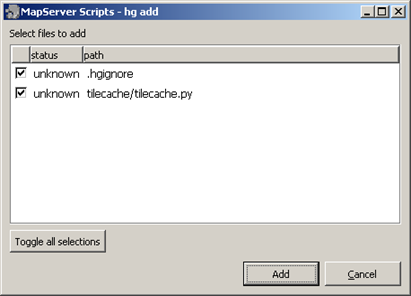 MapServer Scripts - hg add
Select files to add
status path
unknown .hgignore
unknown tilecache/tilecache.py
Toggle all selections
Add Cancel